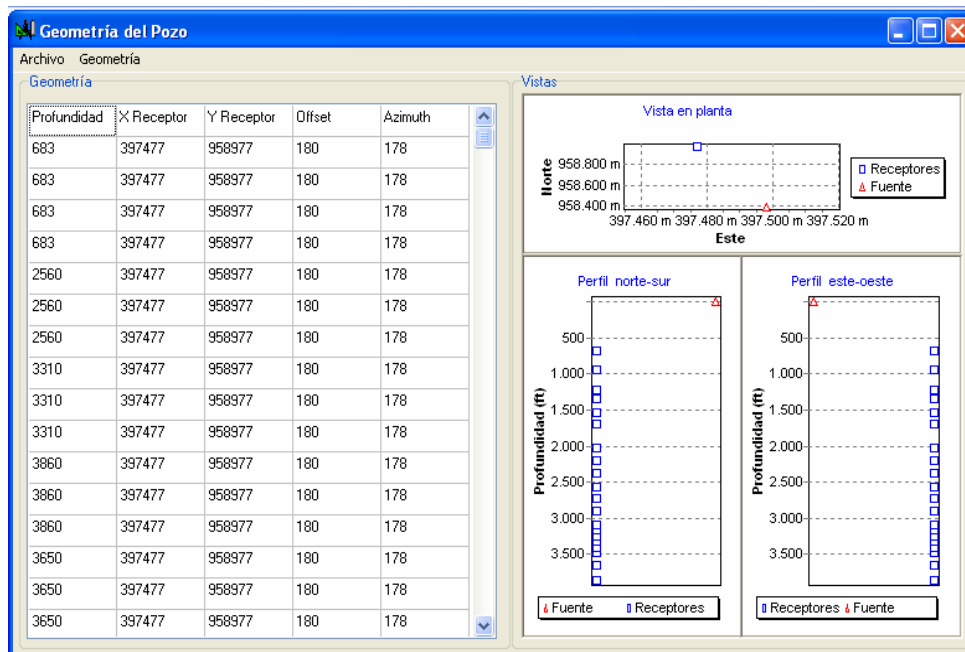 Geometría del Pozo
Archivo Geometría
Geometría
Profundidad X Receptor Y Receptor Offset Azimuth
683 397477 958977 180 178
683 397477 958977 180 178
683 397477 958977 180 178
683 397477 958977 180 178
2560 397477 958977 180 178
2560 397477 958977 180 178
2560 397477 958977 180 178
3310 397477 958977 180 178
3310 397477 958977 180 178
3310 397477 958977 180 178
3860 397477 958977 180 178
3860 397477 958977 180 178
3860 397477 958977 180 178
3650 397477 958977 180 178
3650 397477 958977 180 178
3650 397477 958977 180 178
Vistas
Vista en planta
Norte
958.800 m
958.600 m
958.400 m
397.460 m 397.480 m 397.500 m 397.520 m
Este
Receptores
Fuente
Perfil norte-sur
Profundidad (ft)
500
1.000
1.500
2.000
2.500
3.000
3.500
Fuente Receptores
Perfil este-oeste
Profundidad (ft)
500
1.000
1.500
2.000
2.500
3.000
3.500
Receptores Fuente